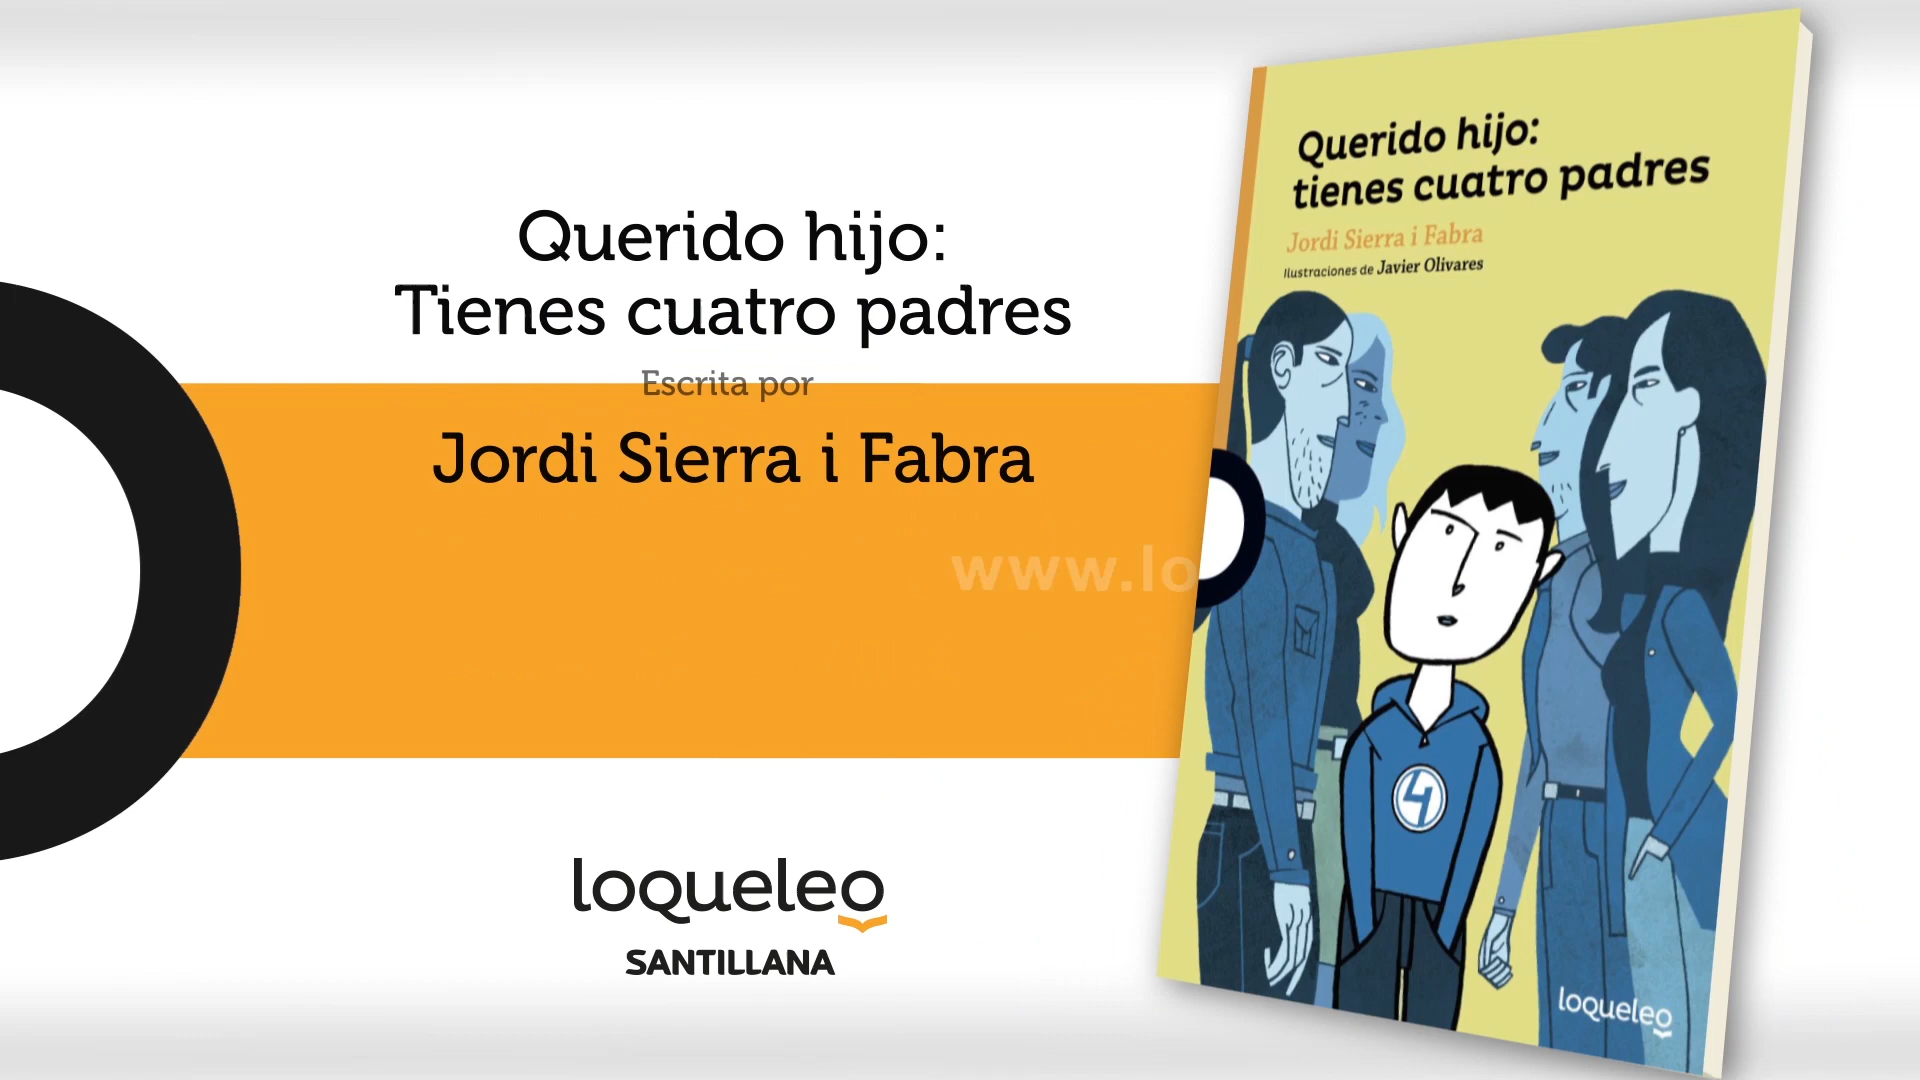 Querido hijo:
Tienes cuatro padres
Escrita por
Jordi Sierra i Fabra
www.lo
loqueleo
SANTILLANA
Querido hijo:
tienes cuatro padres
Jordi Sierra i Fabra
Ilustraciones de Javier Olivares
4
loqueleo